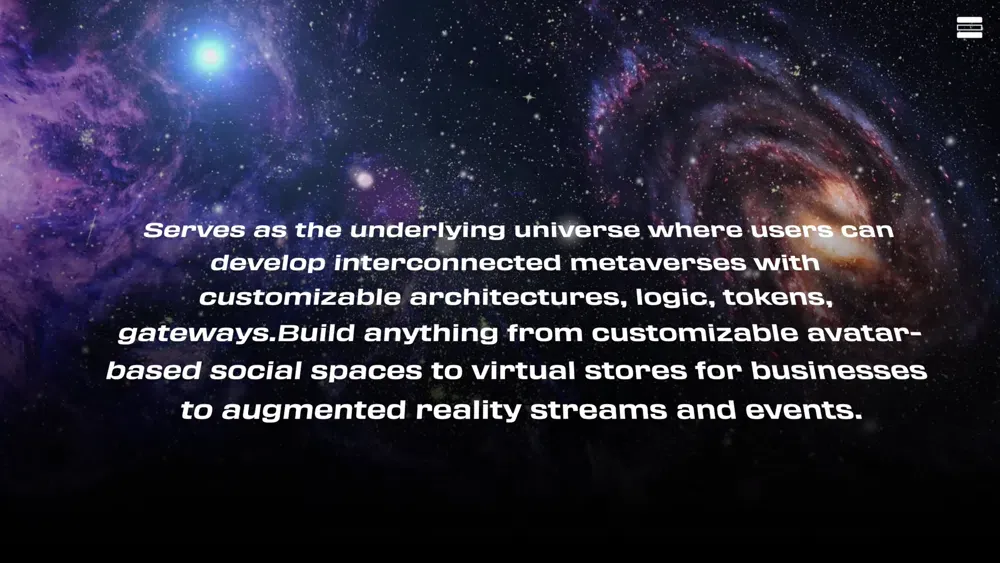 Serves as the underlying universe where users can
develop interconnected metaverses with
customizable architectures, logic, tokens,
gateways.Build anything from customizable avatar-
based social spaces to virtual stores for businesses
to augmented reality streams and events.